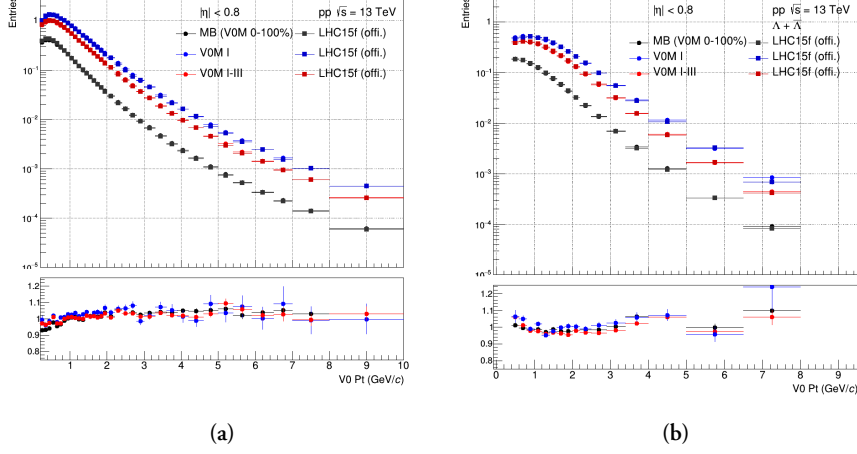 Entries
|η| < 0.8
pp √s = 13 TeV
MB (V0M 0-100%)
LHC15f (offi.)
V0M I
LHC15f (offi.)
V0M I-III
LHC15f (offi.)
1
10⁻¹
10⁻²
10⁻³
10⁻⁴
10⁻⁵
1.2
1.1
1.0
0.9
0.8
1 2 3 4 5 6 7 8 9 10
V0 Pt (GeV/c)
(a)
Entries
|η| < 0.8
pp √s = 13 TeV
Λ + Λ̅
MB (V0M 0-100%)
LHC15f (offi.)
V0M I
LHC15f (offi.)
V0M I-III
LHC15f (offi.)
1
10⁻¹
10⁻²
10⁻³
10⁻⁴
10⁻⁵
1.2
1.1
1.0
0.9
0.8
0 1 2 3 4 5 6 7 8 9
V0 Pt (GeV/c)
(b)